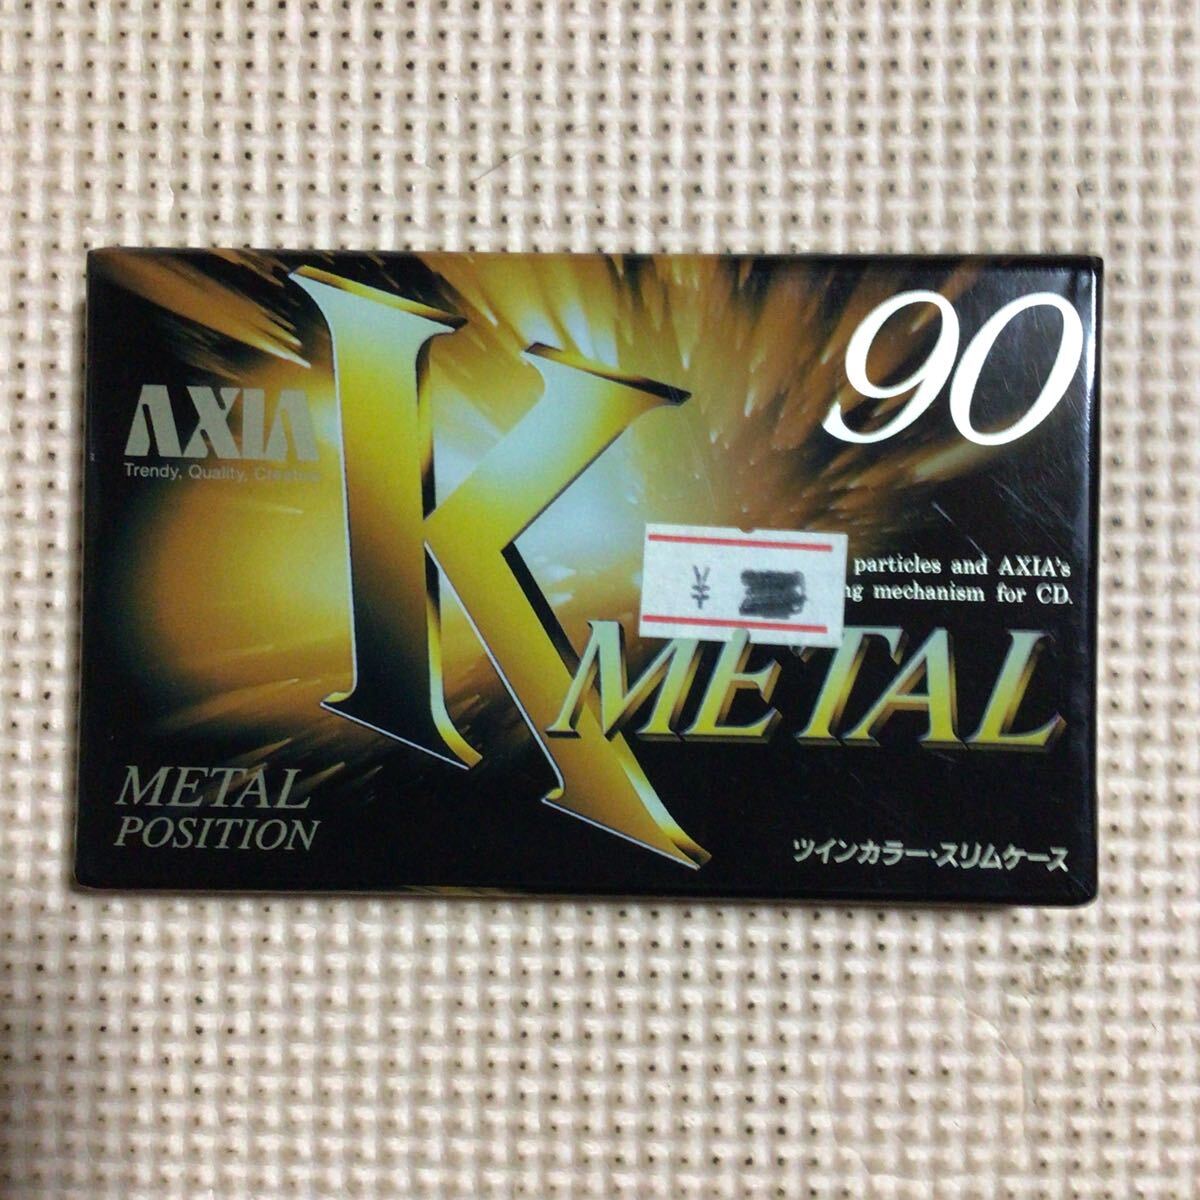 90
AXIA
Trendy, Quality, Creative
particles and AXIA's
mechanism for CD.
¥
K
METAL
METAL
POSITION
ツインカラー・スリムケース